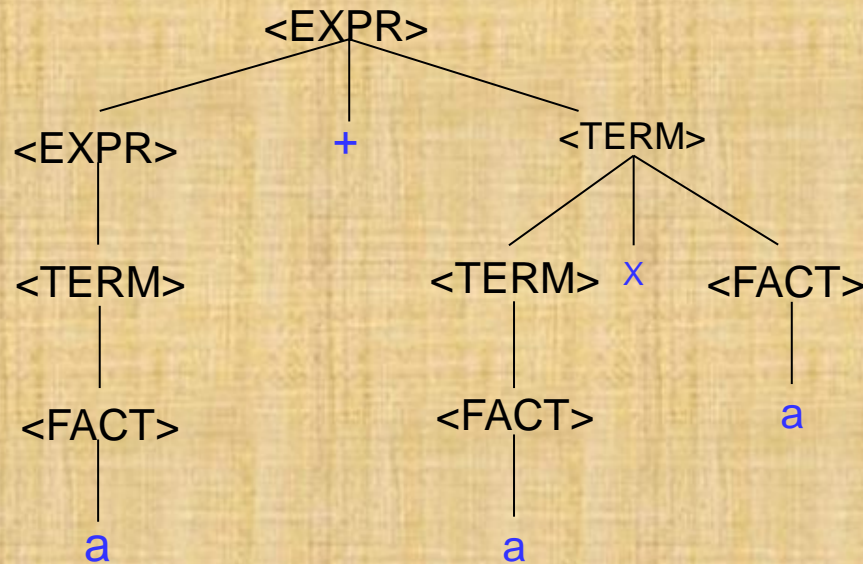 <EXPR>
<EXPR> + <TERM>
<TERM> <TERM> x <FACT>
<FACT> <FACT> a
a a